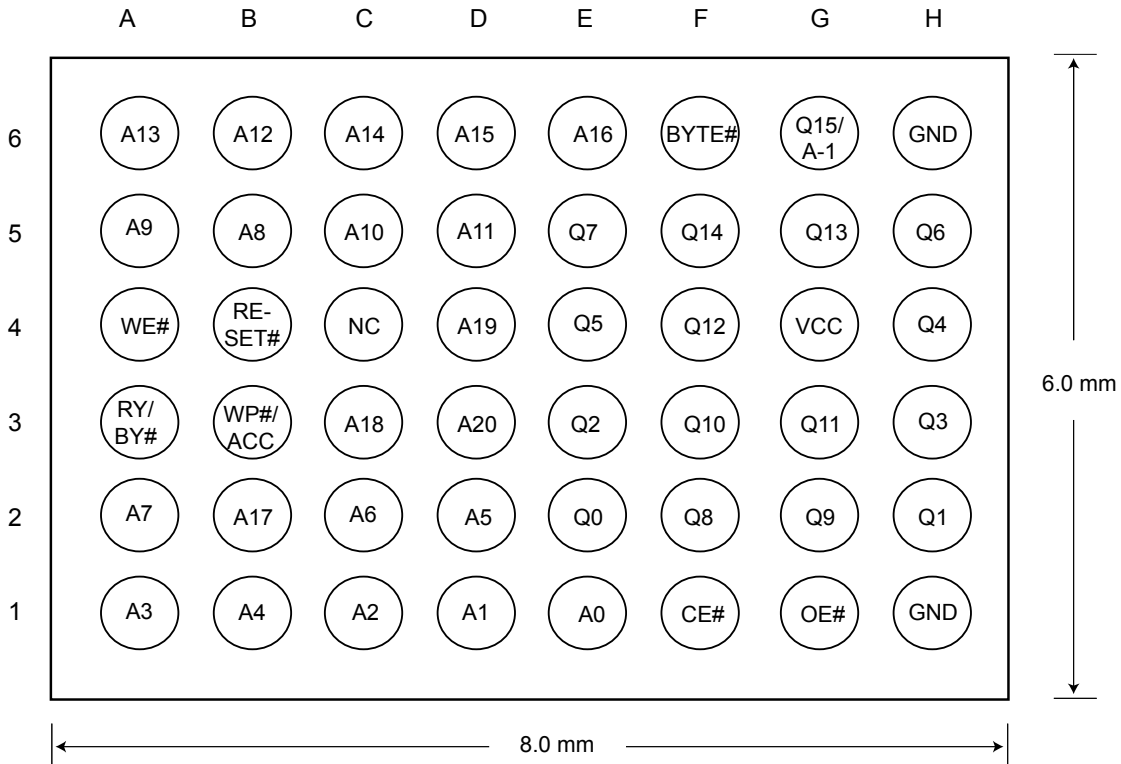 A B C D E F G H
6 A13 A12 A14 A15 A16 BYTE# Q15/ A-1 GND
5 A9 A8 A10 A11 Q7 Q14 Q13 Q6
4 WE# RE- SET# NC A19 Q5 Q12 VCC Q4
3 RY/ BY# WP#/ ACC A18 A20 Q2 Q10 Q11 Q3
2 A7 A17 A6 A5 Q0 Q8 Q9 Q1
1 A3 A4 A2 A1 A0 CE# OE# GND
6.0 mm
8.0 mm